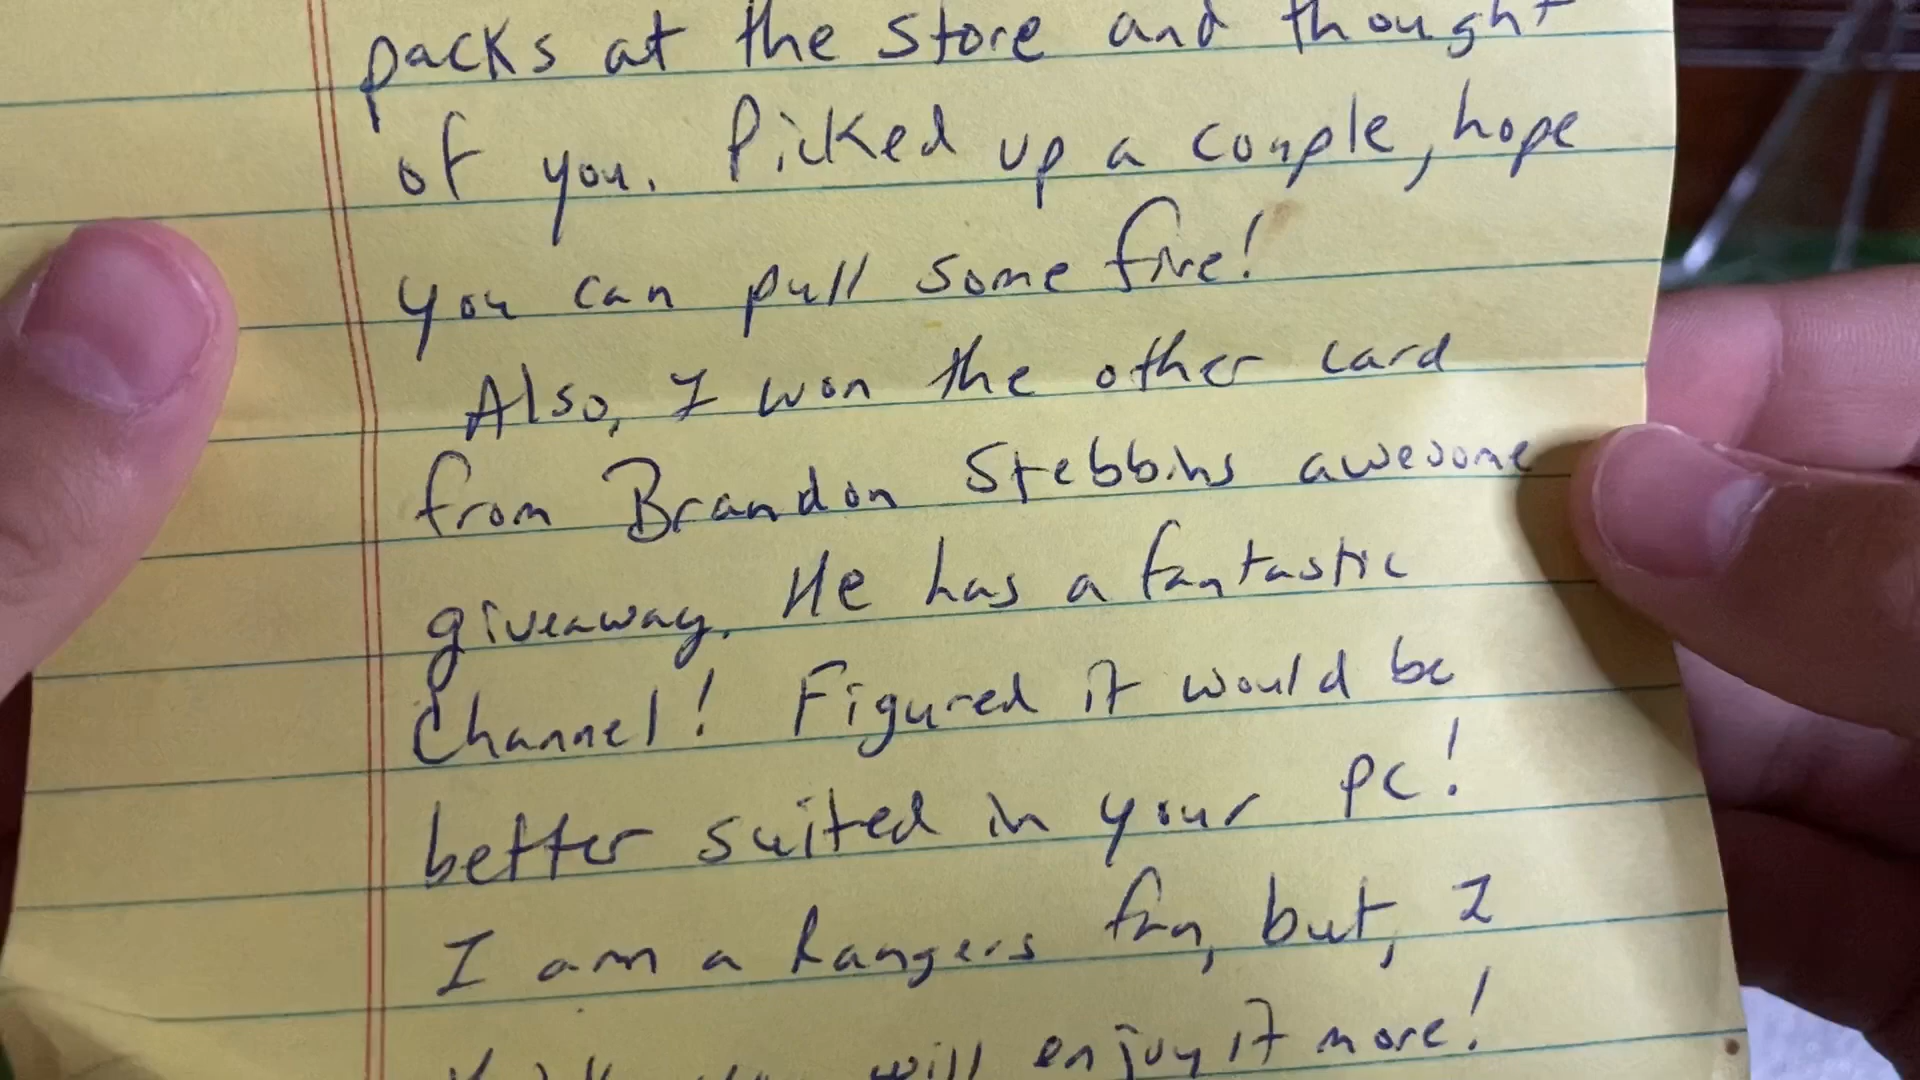 packs at the store and thought
of you. Picked up a couple, hope
you can pull some fire!
Also, I won the other card
from Brandon Stebbins awesome
giveaway. He has a fantastic
Channel! Figured it would be
better suited in your PC!
I am a Rangers fan, but, I
will enjoy it more!